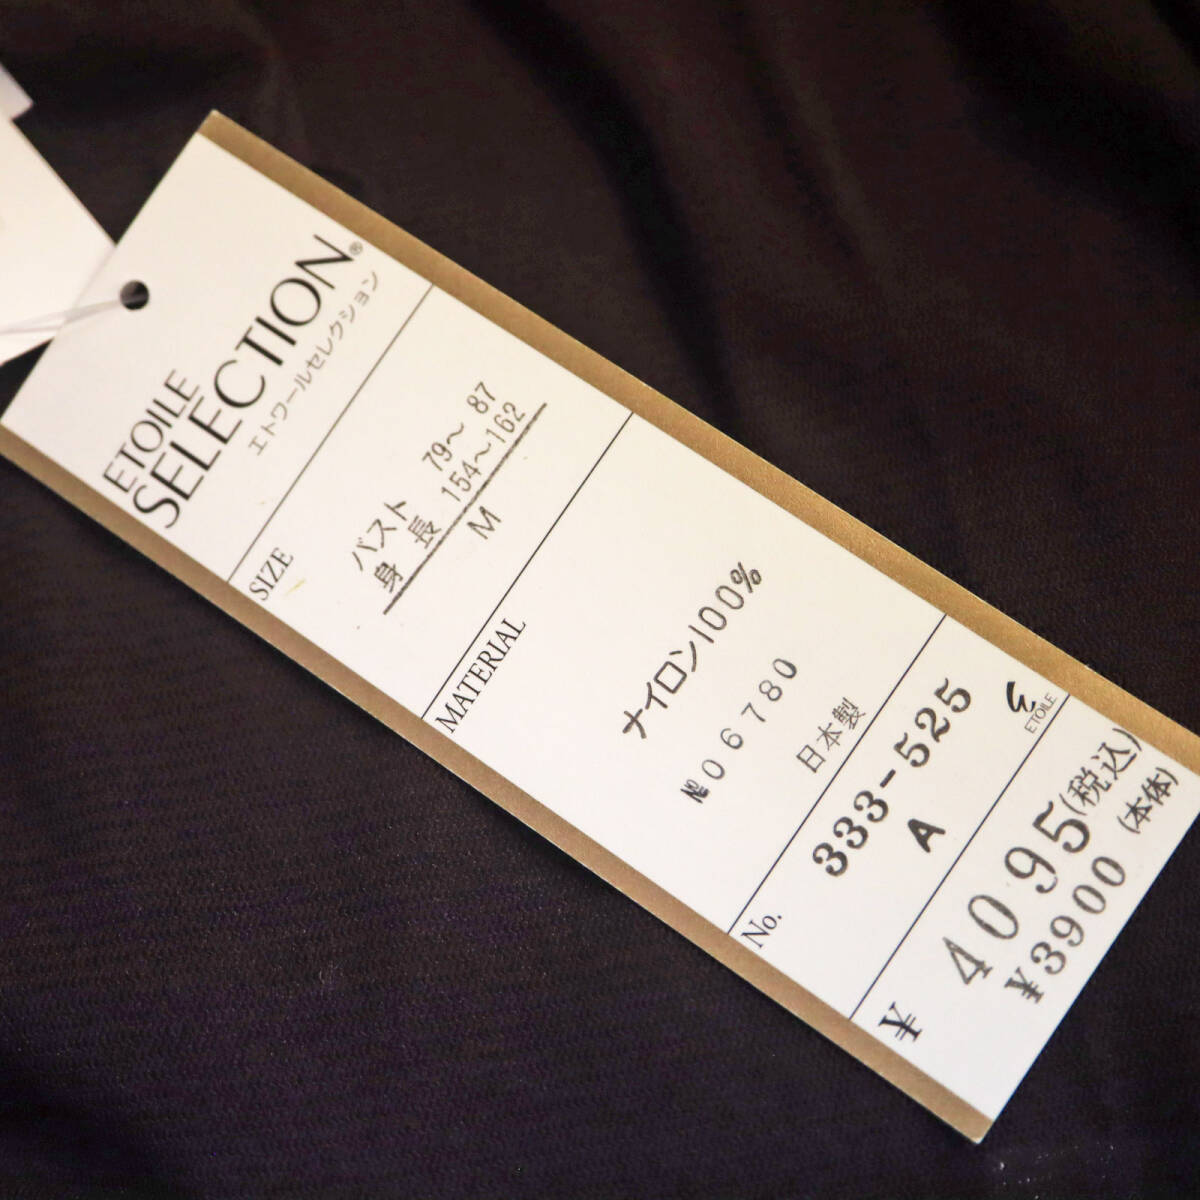 ETOILE
SELECTION®
エトワールセレクション
SIZE
バスト 79～ 87
身 長 154～162
M
MATERIAL
ナイロン100%
№06780
日本製
No.
333-525
A
ETOILE
¥ 4095(税込)
¥3900 (本体)